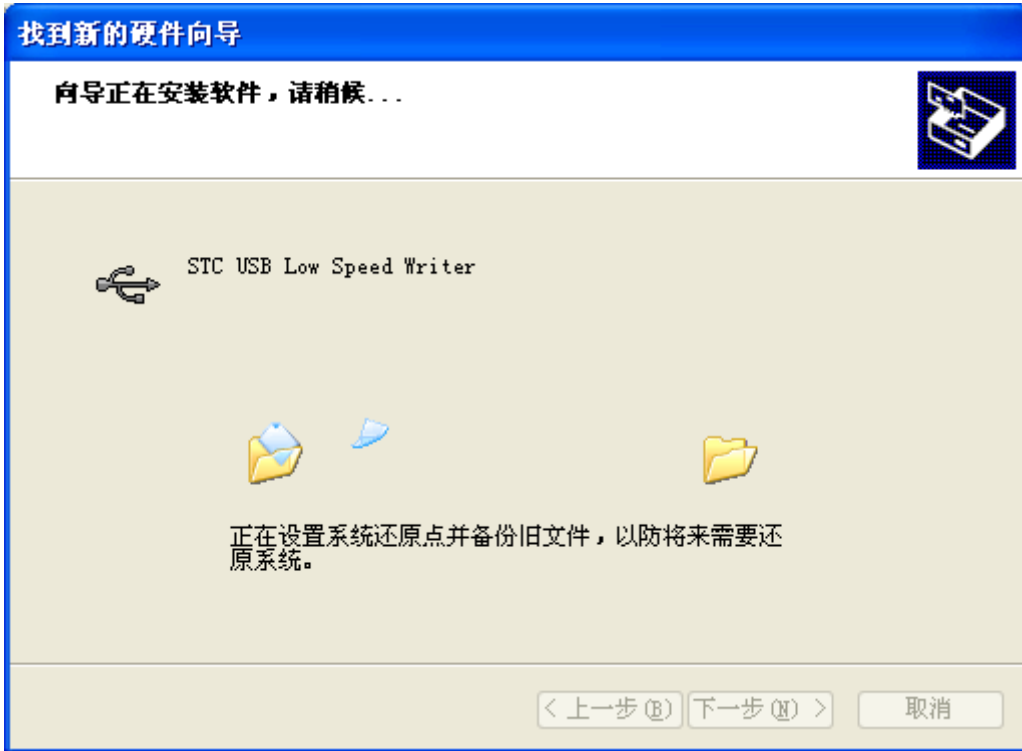 找到新的硬件向导
向导正在安装软件，请稍候...
STC USB Low Speed Writer
正在设置系统还原点并备份旧文件，以防将来需要还
原系统。
< 上一步(B) 下一步(N) > 取消